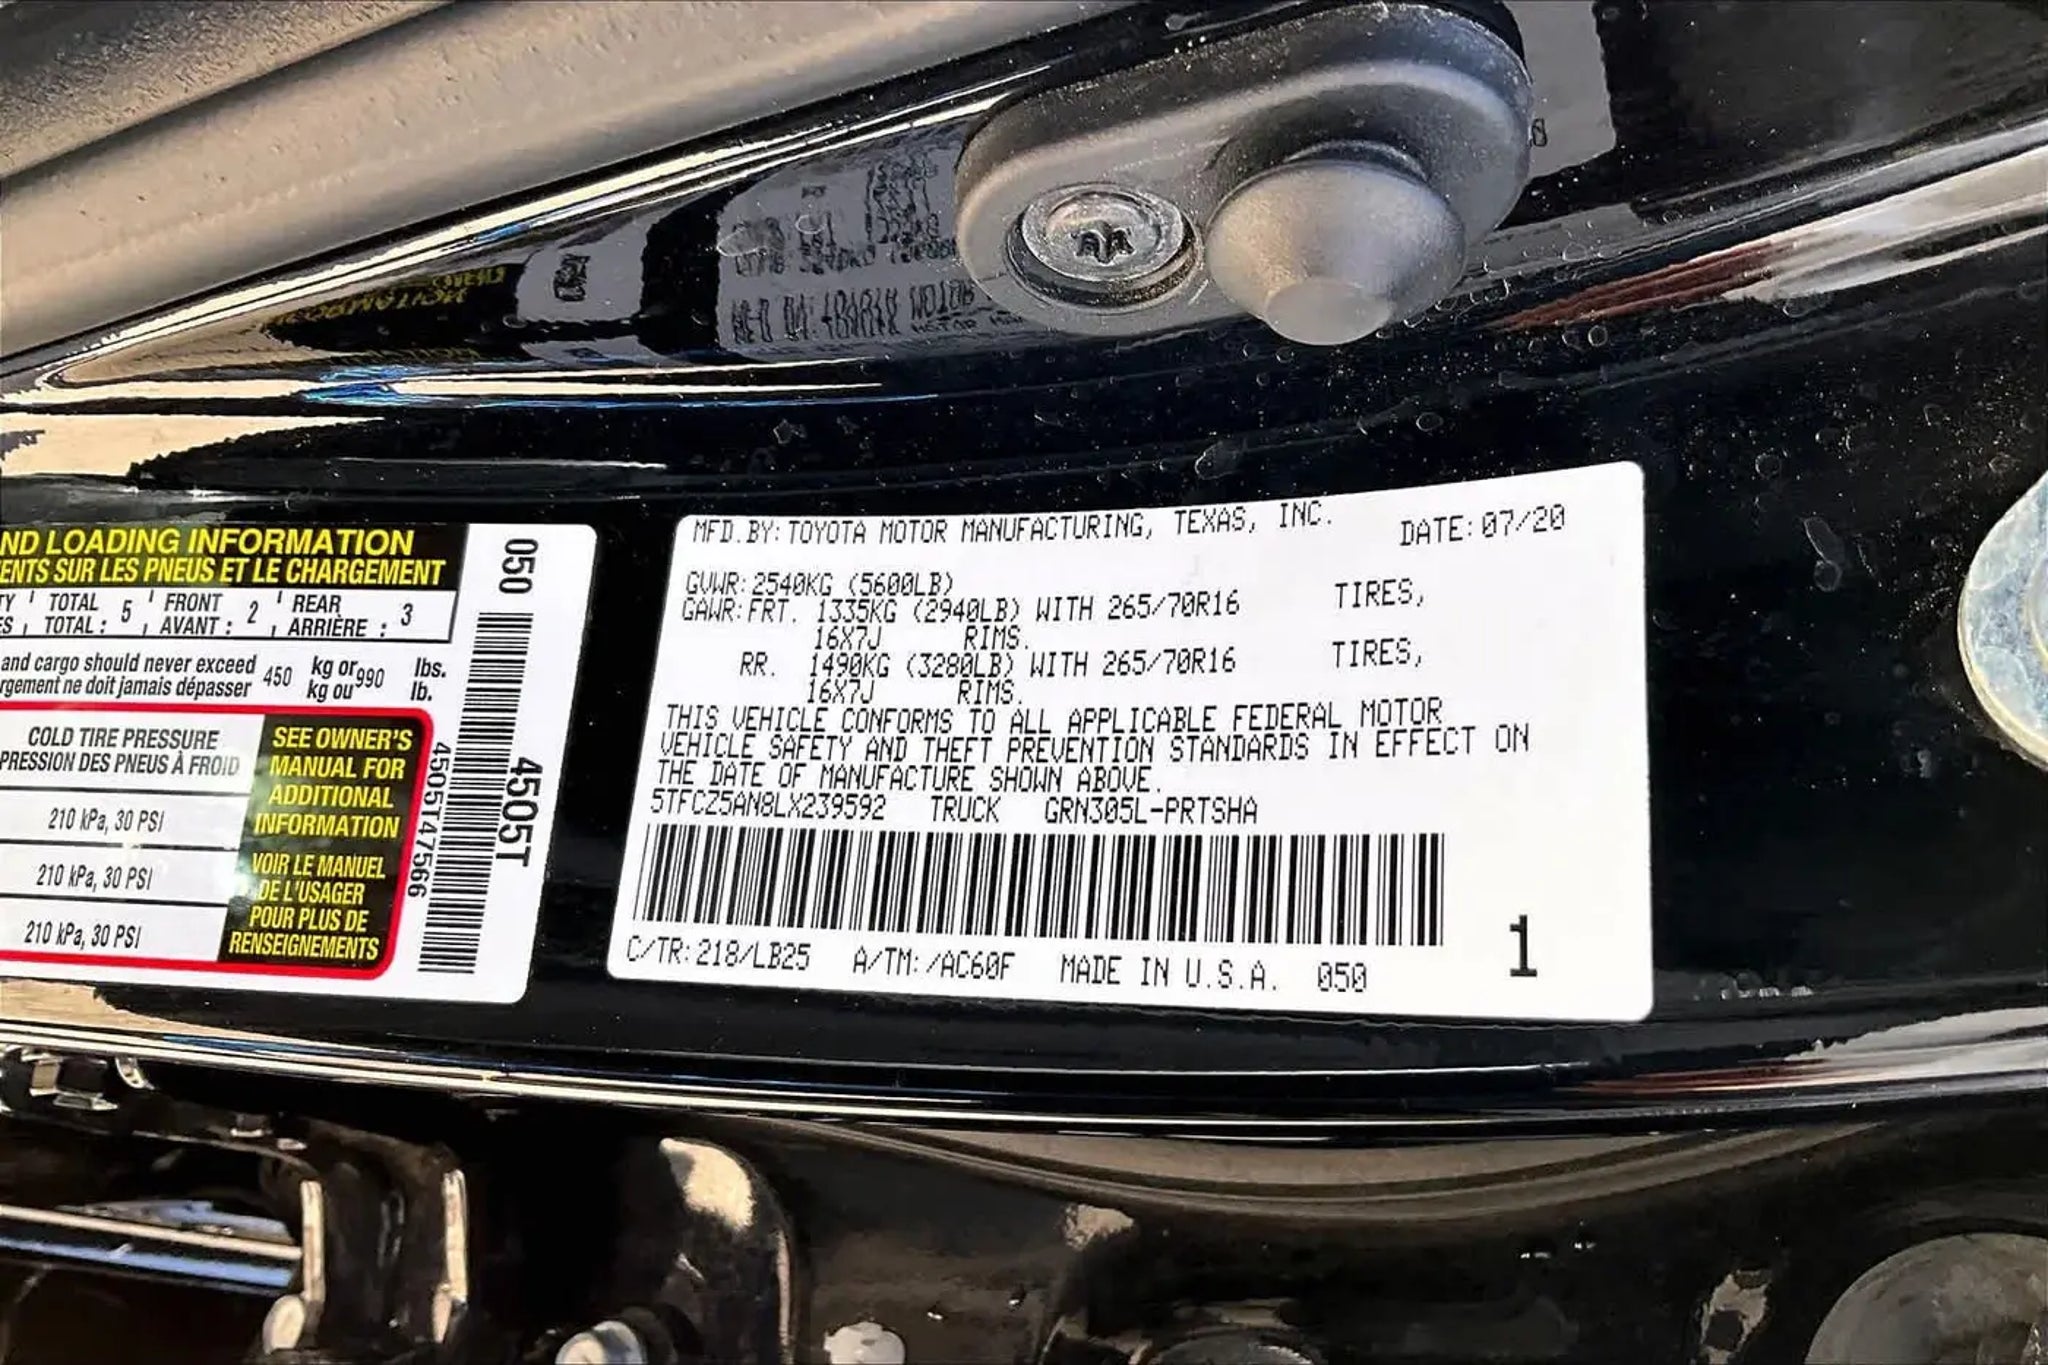 ND LOADING INFORMATION
ENTS SUR LES PNEUS ET LE CHARGEMENT
TY TOTAL 5 FRONT 2 REAR 3
ES TOTAL : AVANT : ARRIÈRE :
and cargo should never exceed 450 kg or 990 lbs.
rgement ne doit jamais dépasser kg ou lb.
COLD TIRE PRESSURE
PRESSION DES PNEUS À FROID
210 kPa, 30 PSI
210 kPa, 30 PSI
210 kPa, 30 PSI
SEE OWNER'S
MANUAL FOR
ADDITIONAL
INFORMATION
VOIR LE MANUEL
DE L'USAGER
POUR PLUS DE
RENSEIGNEMENTS
050
4505T
4505T47566
MFD.BY:TOYOTA MOTOR MANUFACTURING, TEXAS, INC. DATE:07/20
GVWR:2540KG (5600LB)
GAWR:FRT. 1335KG (2940LB) WITH 265/70R16 TIRES,
16X7J RIMS.
RR. 1490KG (3280LB) WITH 265/70R16 TIRES,
16X7J RIMS.
THIS VEHICLE CONFORMS TO ALL APPLICABLE FEDERAL MOTOR
VEHICLE SAFETY AND THEFT PREVENTION STANDARDS IN EFFECT ON
THE DATE OF MANUFACTURE SHOWN ABOVE.
5TFCZ5AN8LX239592 TRUCK GRN305L-PRTSHA
C/TR:218/LB25 A/TM:/AC60F MADE IN U.S.A. 050 1